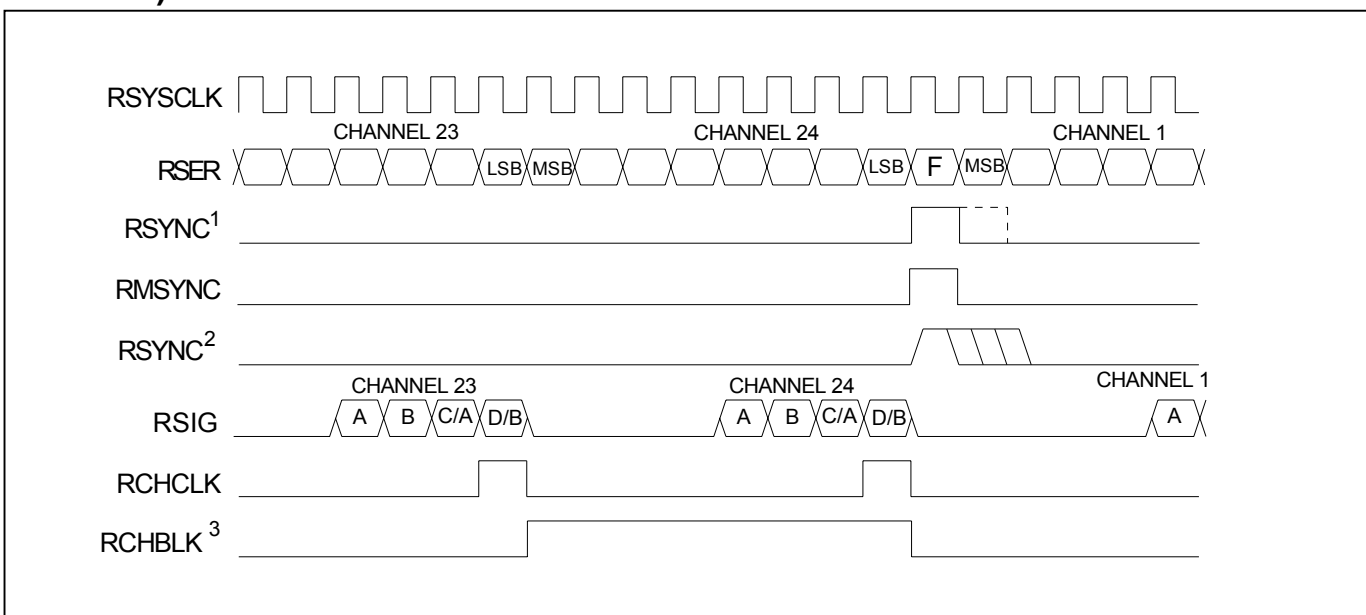 RSYSCLK
CHANNEL 23 CHANNEL 24 CHANNEL 1
RSER LSB MSB LSB F MSB
RSYNC1
RMSYNC
RSYNC2
CHANNEL 23 CHANNEL 24 CHANNEL 1
RSIG A B C/A D/B A B C/A D/B A
RCHCLK
RCHBLK 3